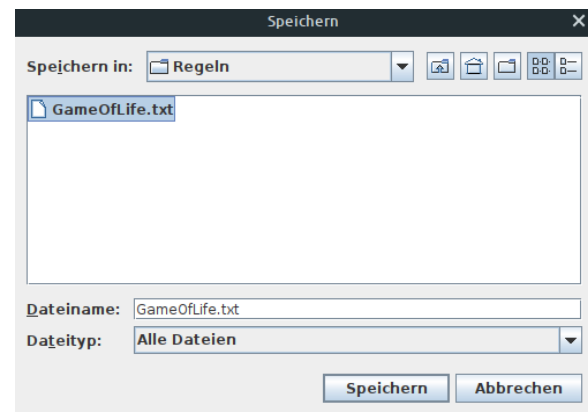 Speichern
Speichern in: Regeln
GameOfLife.txt
Dateiname: GameOfLife.txt
Dateityp: Alle Dateien
Speichern Abbrechen